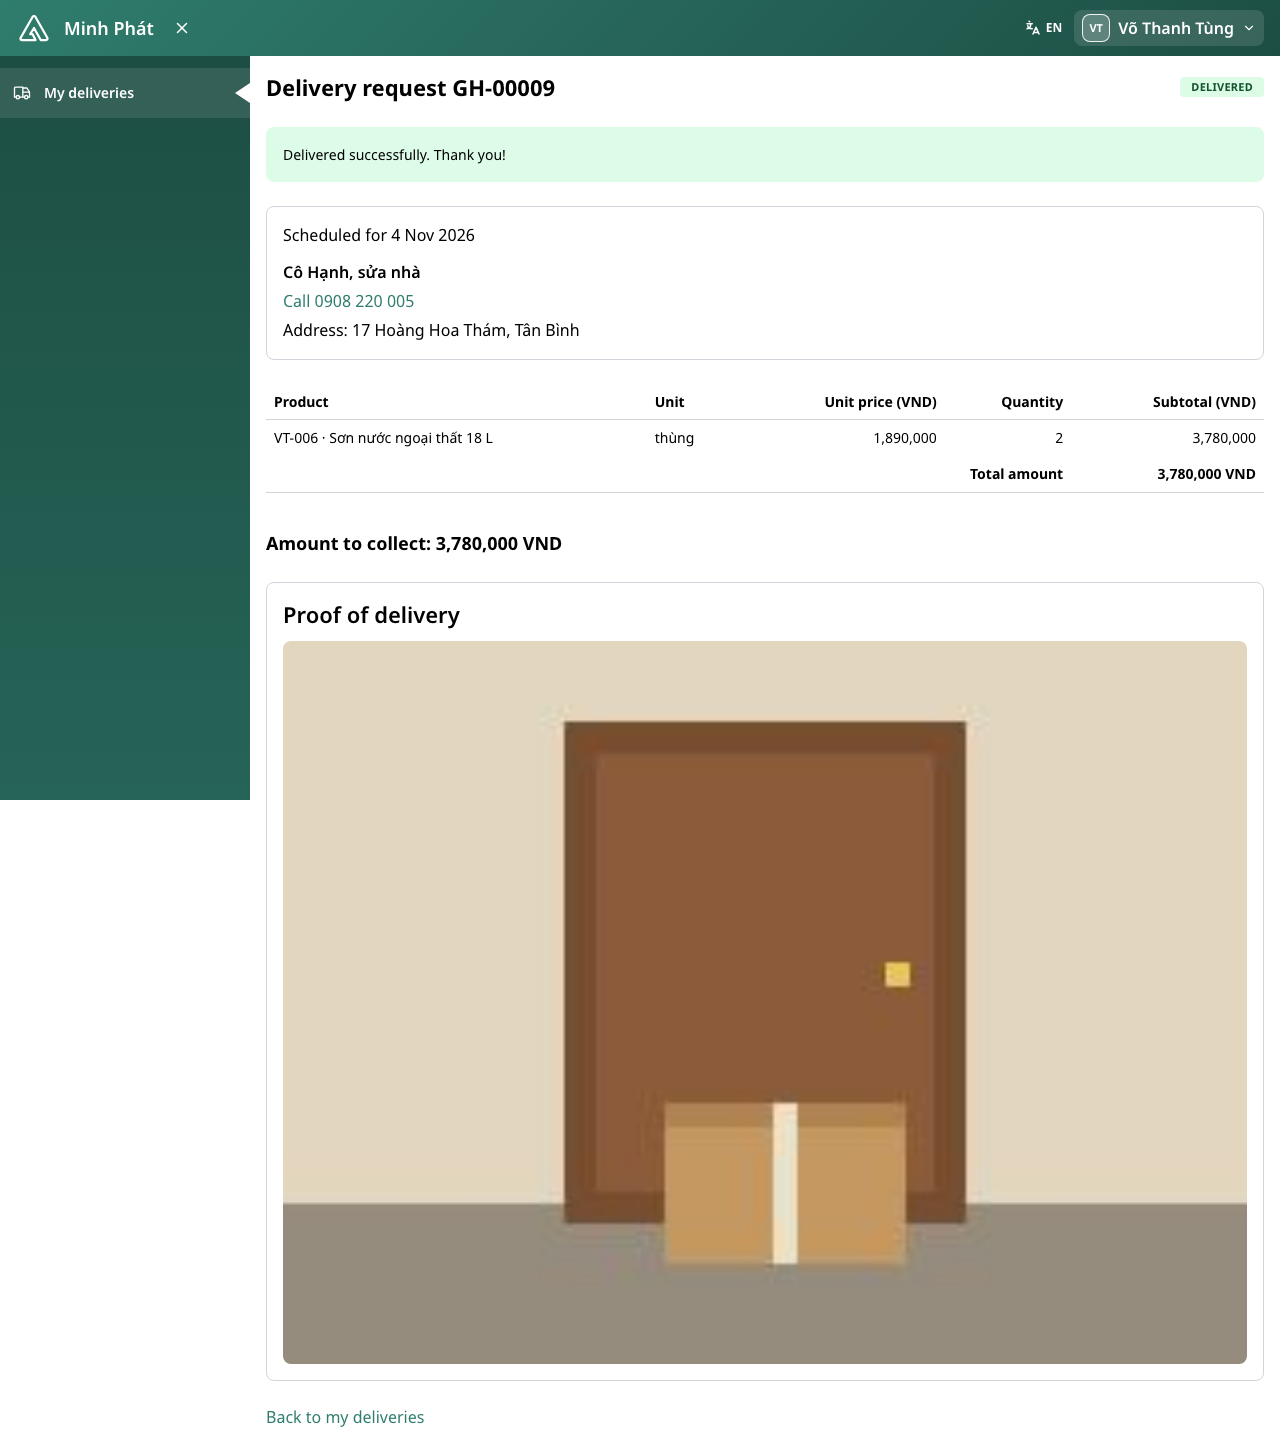 Minh Phát
EN
VT
Võ Thanh Tùng
My deliveries
Delivery request GH-00009
DELIVERED
Delivered successfully. Thank you!
Scheduled for 4 Nov 2026
Cô Hạnh, sửa nhà
Call 0908 220 005
Address: 17 Hoàng Hoa Thám, Tân Bình
Product Unit Unit price (VND) Quantity Subtotal (VND)
VT-006 · Sơn nước ngoại thất 18 L thùng 1,890,000 2 3,780,000
Total amount 3,780,000 VND
Amount to collect: 3,780,000 VND
Proof of delivery
Back to my deliveries